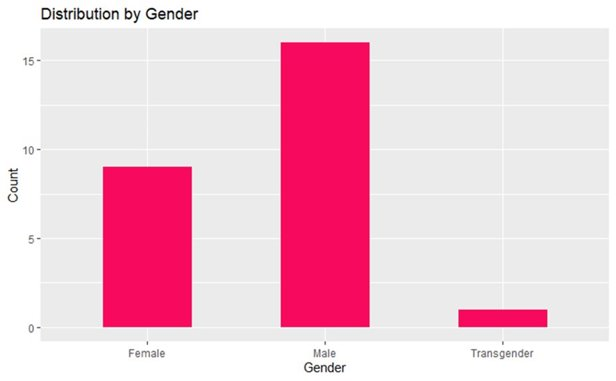 Distribution by Gender
Count
15
10
5
0
Female Male Transgender
Gender